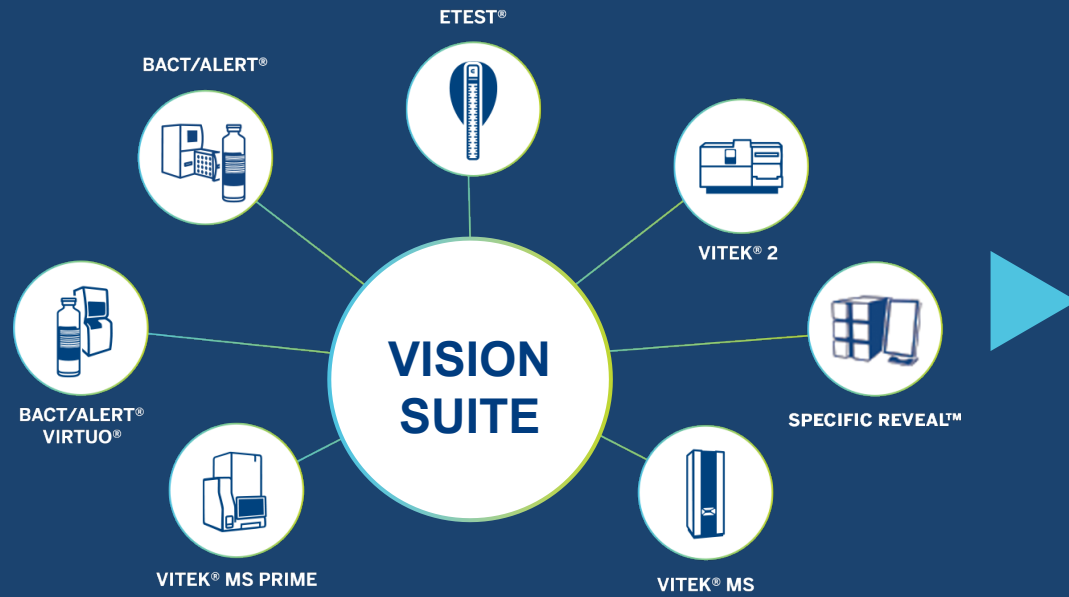 ETEST®
BACT/ALERT®
VITEK® 2
BACT/ALERT®
VIRTUO®
VISION
SUITE
SPECIFIC REVEAL™
VITEK® MS PRIME
VITEK® MS